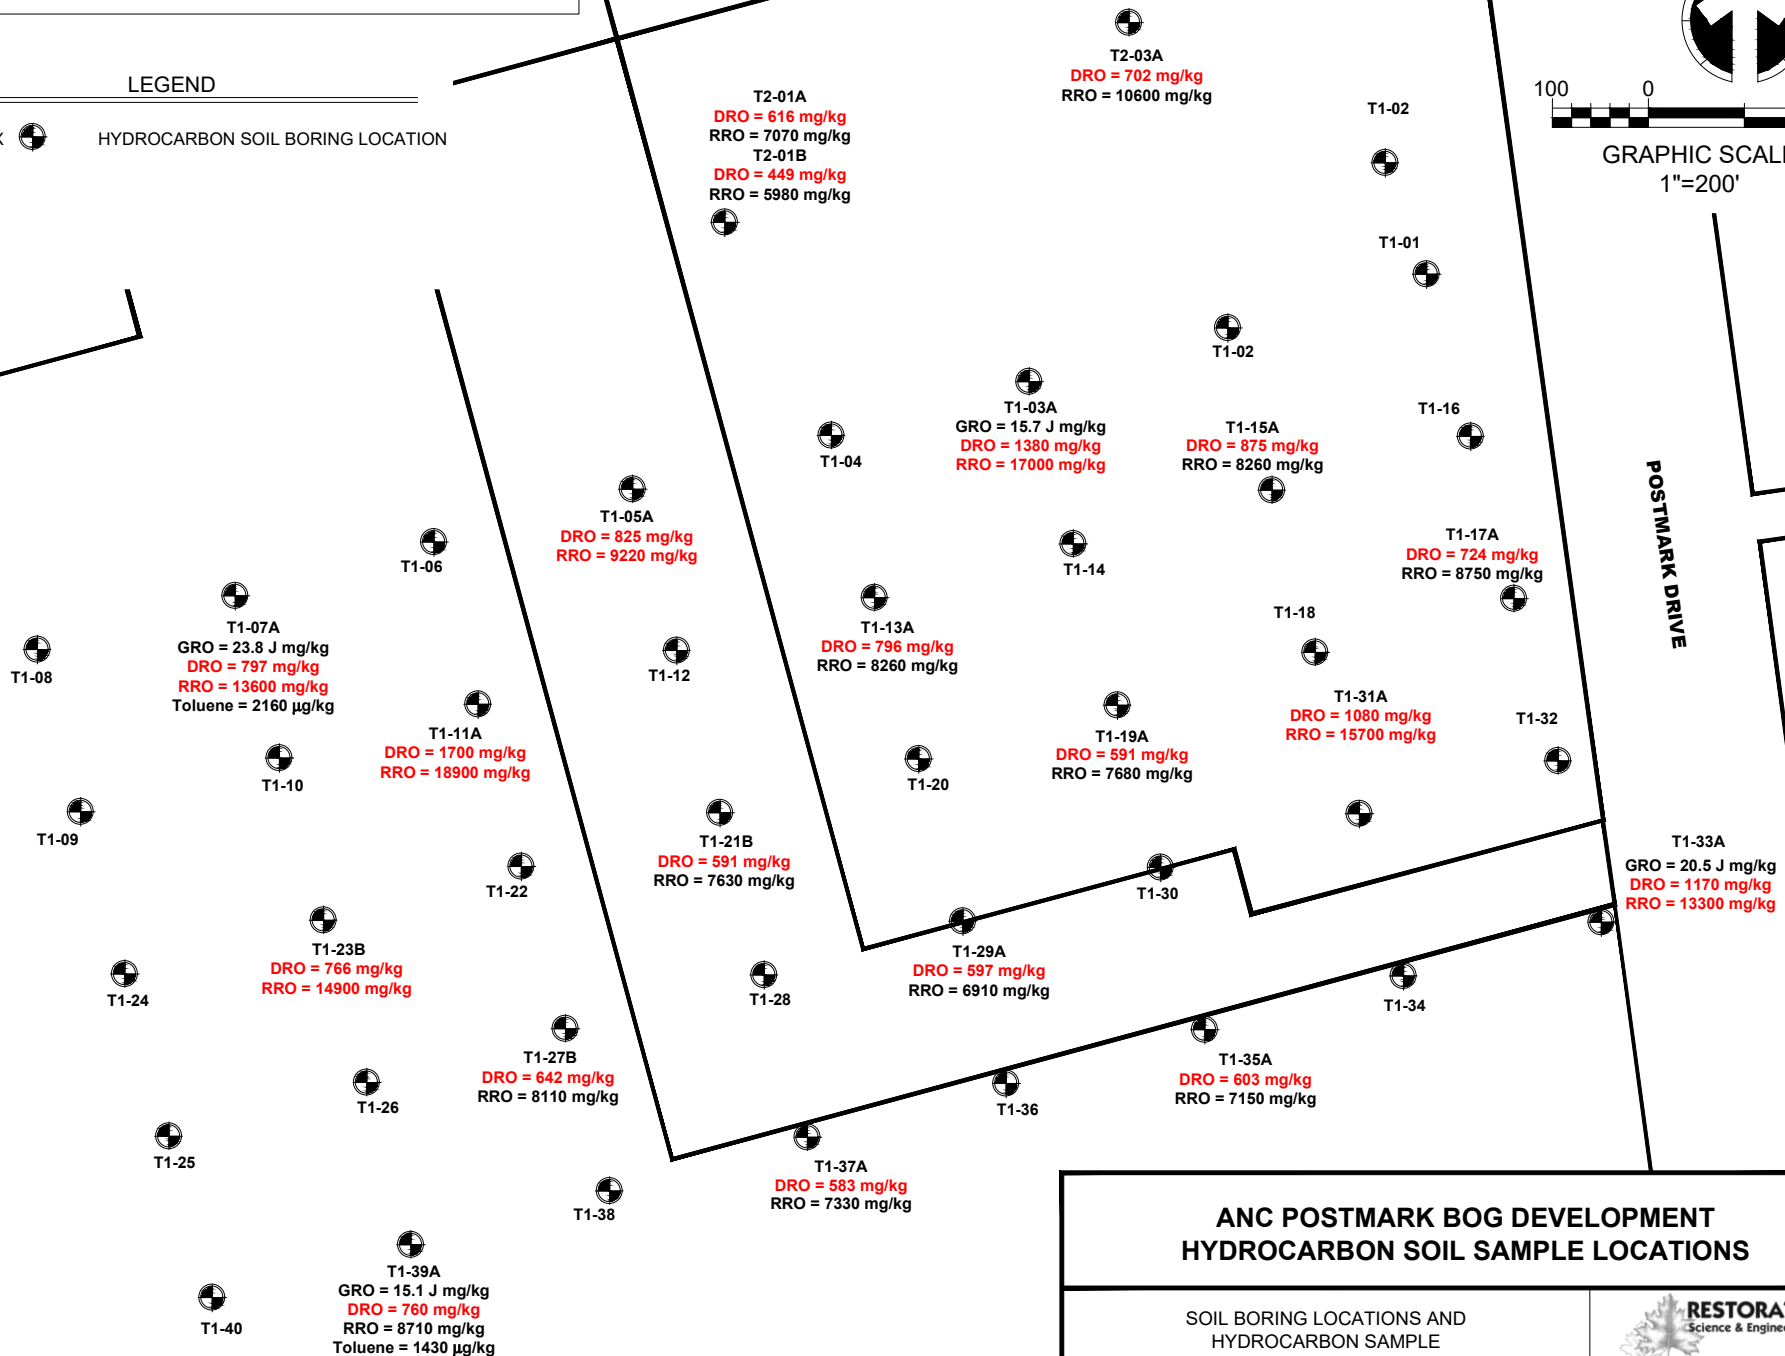 LEGEND
HYDROCARBON SOIL BORING LOCATION
T2-03A
DRO = 702 mg/kg
RRO = 10600 mg/kg
T2-01A
DRO = 616 mg/kg
RRO = 7070 mg/kg
T2-01B
DRO = 449 mg/kg
RRO = 5980 mg/kg
T1-02
100 0
GRAPHIC SCALE
1"=200'
T1-01
T1-02
T1-03A
GRO = 15.7 J mg/kg
DRO = 1380 mg/kg
RRO = 17000 mg/kg
T1-04
T1-15A
DRO = 875 mg/kg
RRO = 8260 mg/kg
T1-16
POSTMARK DRIVE
T1-05A
DRO = 825 mg/kg
RRO = 9220 mg/kg
T1-06
T1-14
T1-17A
DRO = 724 mg/kg
RRO = 8750 mg/kg
T1-07A
GRO = 23.8 J mg/kg
DRO = 797 mg/kg
RRO = 13600 mg/kg
Toluene = 2160 µg/kg
T1-08
T1-12
T1-13A
DRO = 796 mg/kg
RRO = 8260 mg/kg
T1-18
T1-31A
DRO = 1080 mg/kg
RRO = 15700 mg/kg
T1-32
T1-11A
DRO = 1700 mg/kg
RRO = 18900 mg/kg
T1-10
T1-19A
DRO = 591 mg/kg
RRO = 7680 mg/kg
T1-20
T1-09
T1-21B
DRO = 591 mg/kg
RRO = 7630 mg/kg
T1-22
T1-30
T1-33A
GRO = 20.5 J mg/kg
DRO = 1170 mg/kg
RRO = 13300 mg/kg
T1-23B
DRO = 766 mg/kg
RRO = 14900 mg/kg
T1-24
T1-28
T1-29A
DRO = 597 mg/kg
RRO = 6910 mg/kg
T1-34
T1-27B
DRO = 642 mg/kg
RRO = 8110 mg/kg
T1-26
T1-36
T1-35A
DRO = 603 mg/kg
RRO = 7150 mg/kg
T1-25
T1-37A
DRO = 583 mg/kg
RRO = 7330 mg/kg
T1-38
T1-39A
GRO = 15.1 J mg/kg
DRO = 760 mg/kg
RRO = 8710 mg/kg
Toluene = 1430 µg/kg
T1-40
ANC POSTMARK BOG DEVELOPMENT
HYDROCARBON SOIL SAMPLE LOCATIONS
SOIL BORING LOCATIONS AND
HYDROCARBON SAMPLE